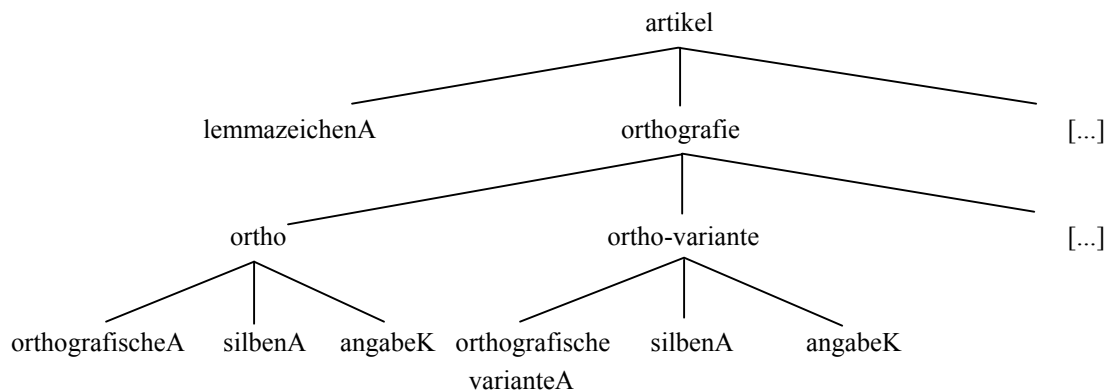 artikel
lemmazeichenA orthografie [...]
ortho ortho-variante [...]
orthografischeA silbenA angabeK orthografische silbenA angabeK
varianteA